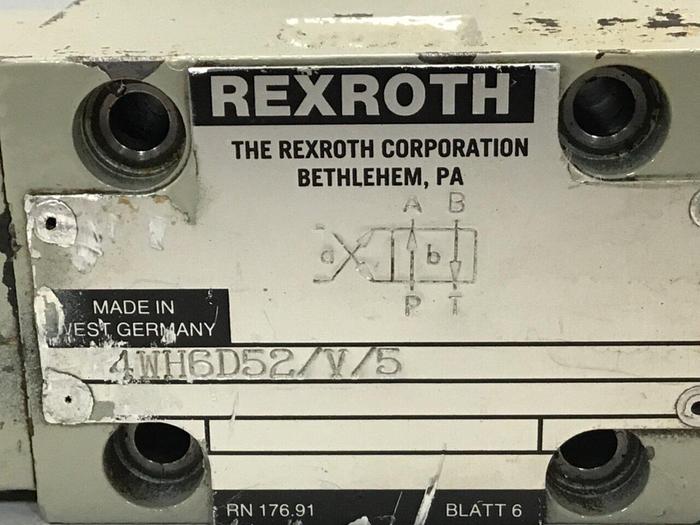 REXROTH
THE REXROTH CORPORATION
BETHLEHEM, PA
A B
a b
P T
MADE IN
WEST GERMANY
4WH6D52/V/5
RN 176.91 BLATT 6